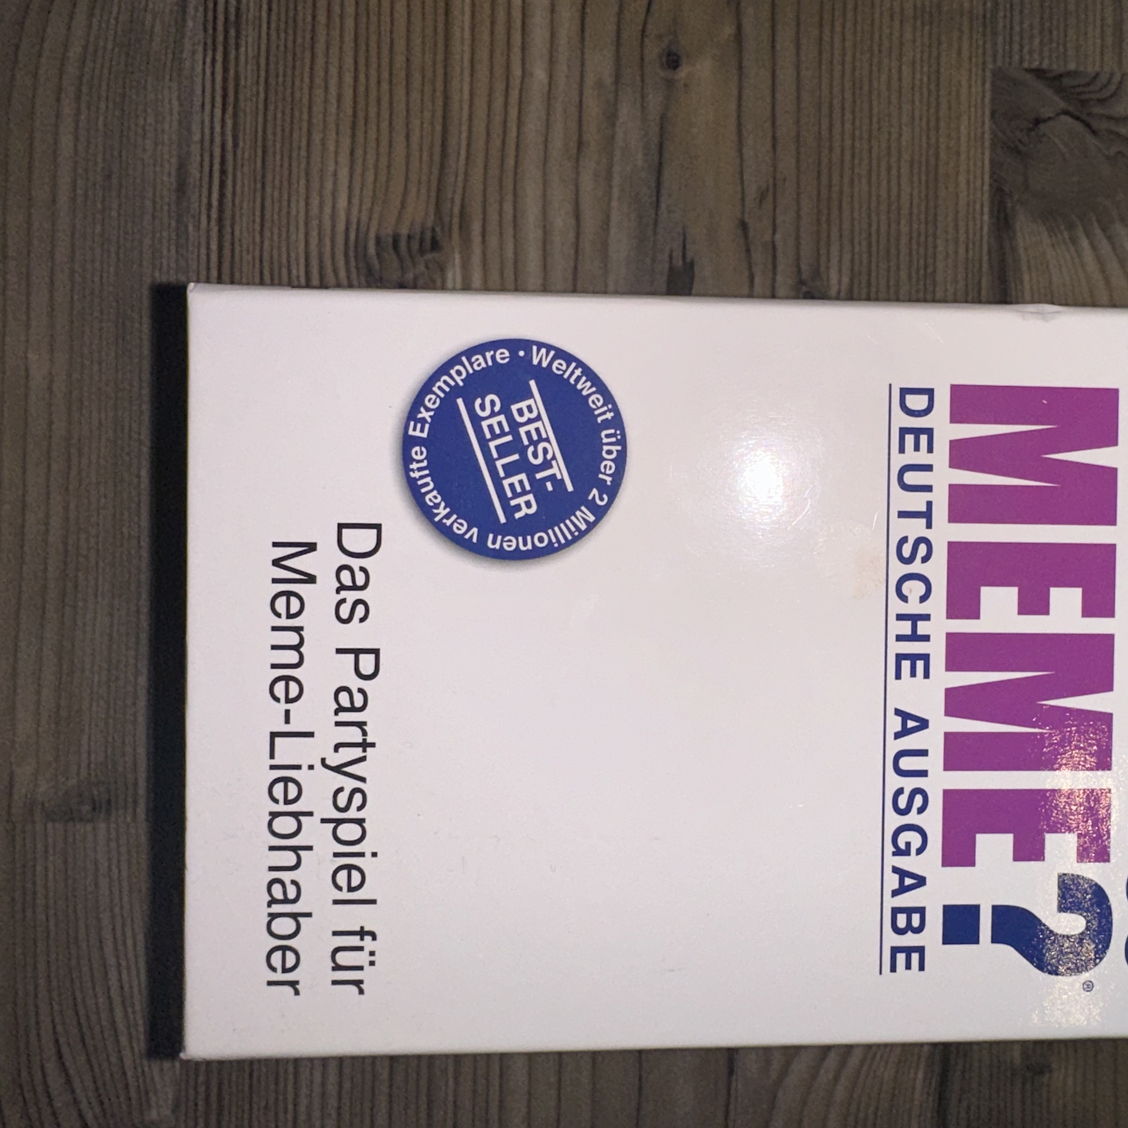 MEME?®
DEUTSCHE AUSGABE
Weltweit über 2 Millionen verkaufte Exemplare ·
BEST-
SELLER
Das Partyspiel für
Meme-Liebhaber